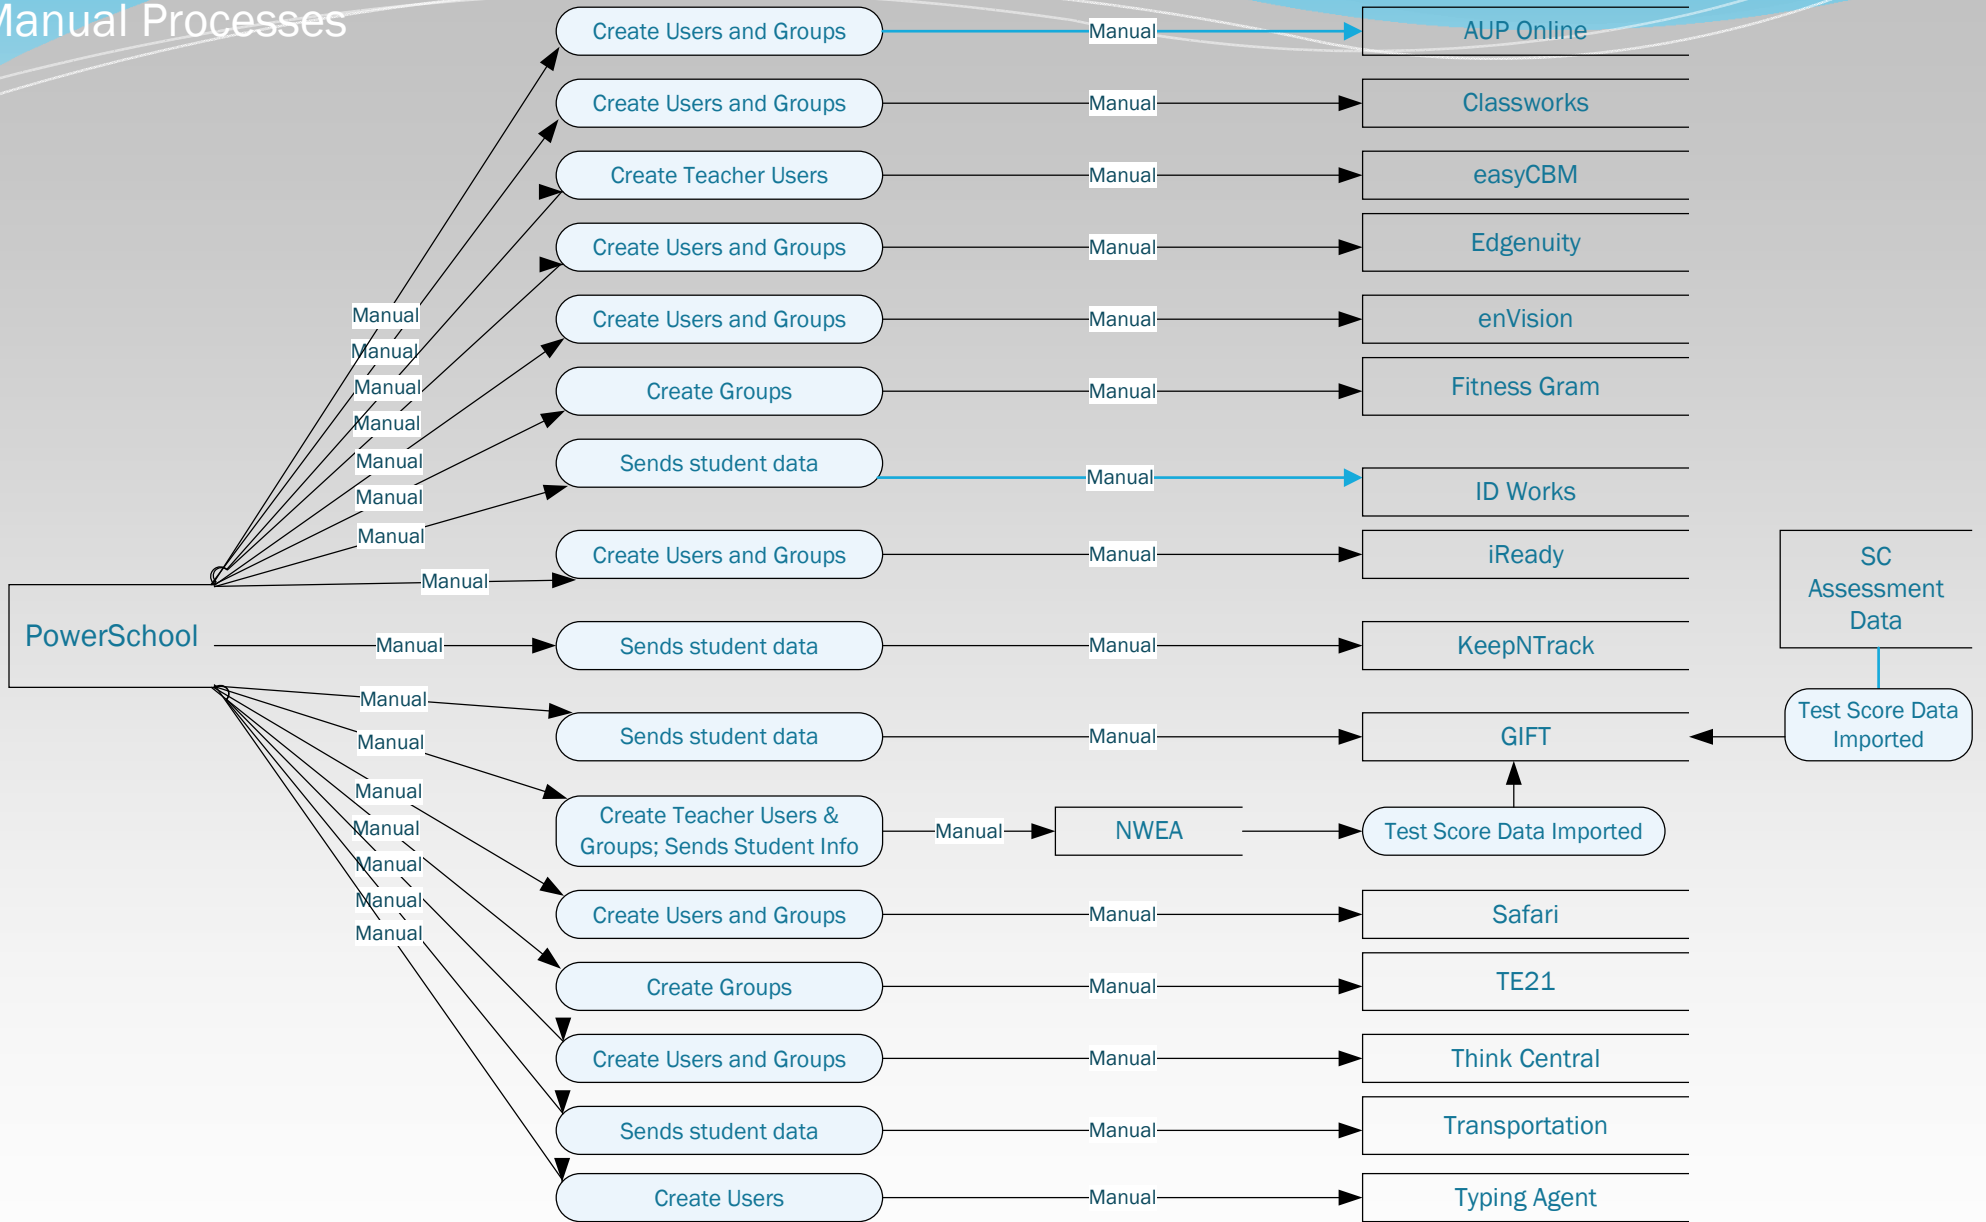 Manual Processes
Create Users and Groups
Manual
AUP Online
Create Users and Groups
Manual
Classworks
Create Teacher Users
Manual
easyCBM
Create Users and Groups
Manual
Edgenuity
Manual
Create Users and Groups
Manual
enVision
Manual
Manual
Create Groups
Manual
Fitness Gram
Manual
Manual
Sends student data
Manual
ID Works
Manual
Manual
Create Users and Groups
Manual
iReady
Manual
SC
Assessment
Data
PowerSchool
Manual
Sends student data
Manual
KeepNTrack
Manual
Sends student data
Manual
GIFT
Test Score Data
Imported
Manual
Manual
Create Teacher Users &
Groups; Sends Student Info
Manual
NWEA
Test Score Data Imported
Manual
Manual
Manual
Create Users and Groups
Manual
Safari
Manual
Create Groups
Manual
TE21
Create Users and Groups
Manual
Think Central
Sends student data
Manual
Transportation
Create Users
Manual
Typing Agent